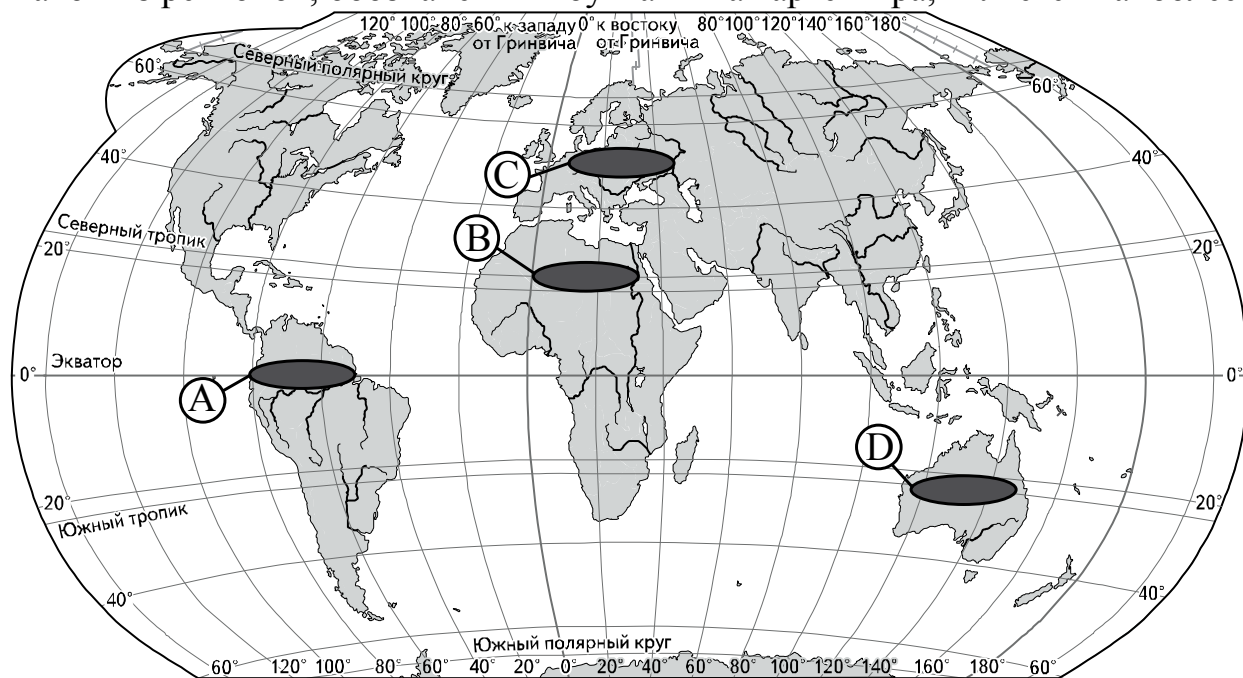 120° 100° 80° 60° к западу 0° к востоку 80° 100° 120° 140° 160° 180°
от Гринвича от Гринвича
Северный полярный круг
60° 60°
40° 40°
C
Северный тропик
B
20° 20°
Экватор
0° 0°
A
D
20° 20°
Южный тропик
40° 40°
Южный полярный круг
60° 120° 100° 80° 60° 40° 20° 0° 20° 40° 60° 80° 100° 120° 140° 160° 180° 60°